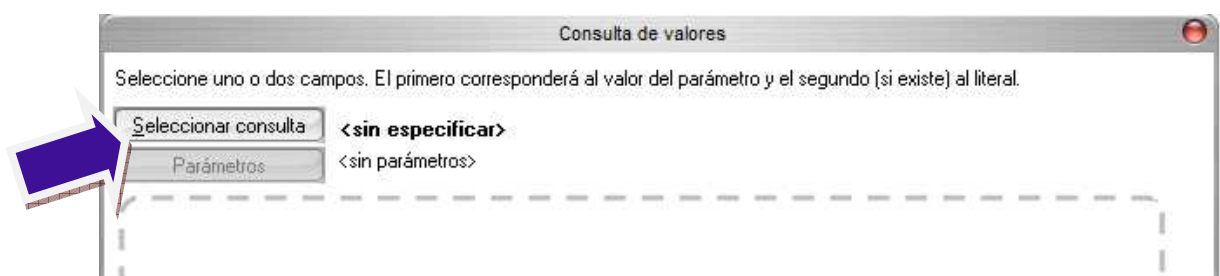 Consulta de valores
Seleccione uno o dos campos. El primero corresponderá al valor del parámetro y el segundo (si existe) al literal.
Seleccionar consulta <sin especificar>
Parámetros <sin parámetros>